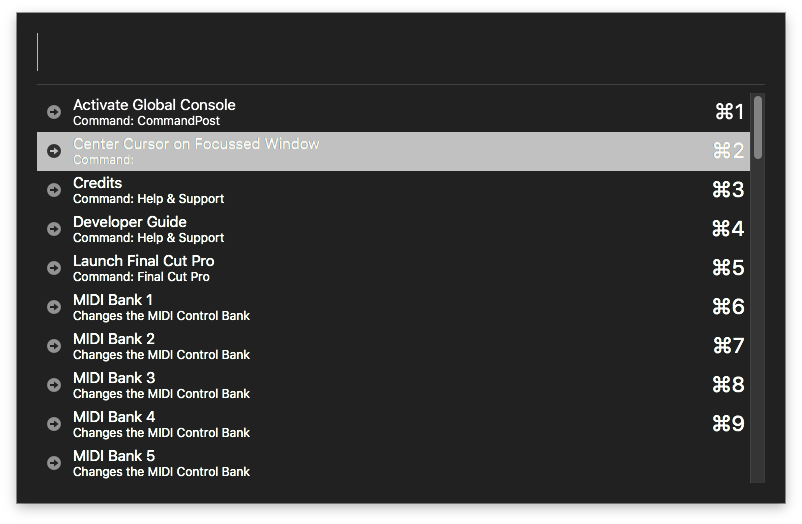 Activate Global Console ⌘1
Command: CommandPost
Center Cursor on Focussed Window ⌘2
Command:
Credits ⌘3
Command: Help & Support
Developer Guide ⌘4
Command: Help & Support
Launch Final Cut Pro ⌘5
Command: Final Cut Pro
MIDI Bank 1 ⌘6
Changes the MIDI Control Bank
MIDI Bank 2 ⌘7
Changes the MIDI Control Bank
MIDI Bank 3 ⌘8
Changes the MIDI Control Bank
MIDI Bank 4 ⌘9
Changes the MIDI Control Bank
MIDI Bank 5
Changes the MIDI Control Bank